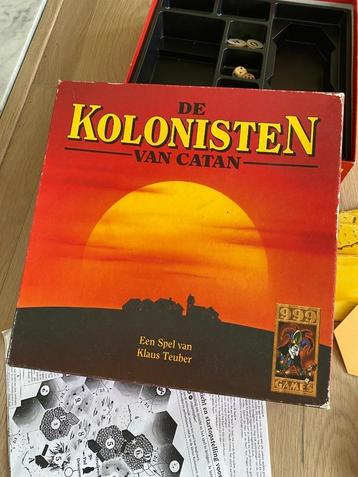 DE
KOLONISTEN
VAN CATAN
Een Spel van
Klaus Teuber
999
GAMES